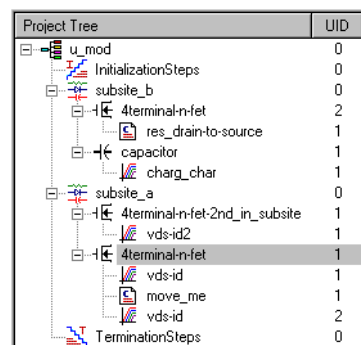 Project Tree UID
u_mod 0
InitializationSteps 0
subsite_b 0
4terminal-n-fet 2
res_drain-to-source 1
capacitor 1
charg_char 1
subsite_a 0
4terminal-n-fet-2nd_in_subsite 1
vds-id2 1
4terminal-n-fet 1
vds-id 1
move_me 1
vds-id 2
TerminationSteps 0